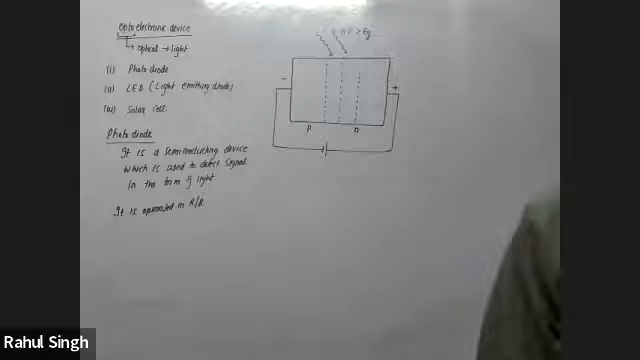 Opto electronic device
optical → light
(i) Photo diode
(ii) LED (Light emitting diode)
(iii) Solar cell
Photo diode
It is a semiconducting device
which is used to detect signal
in the form of light
It is operated in R/B
hν > Eg
- +
P n
Rahul Singh